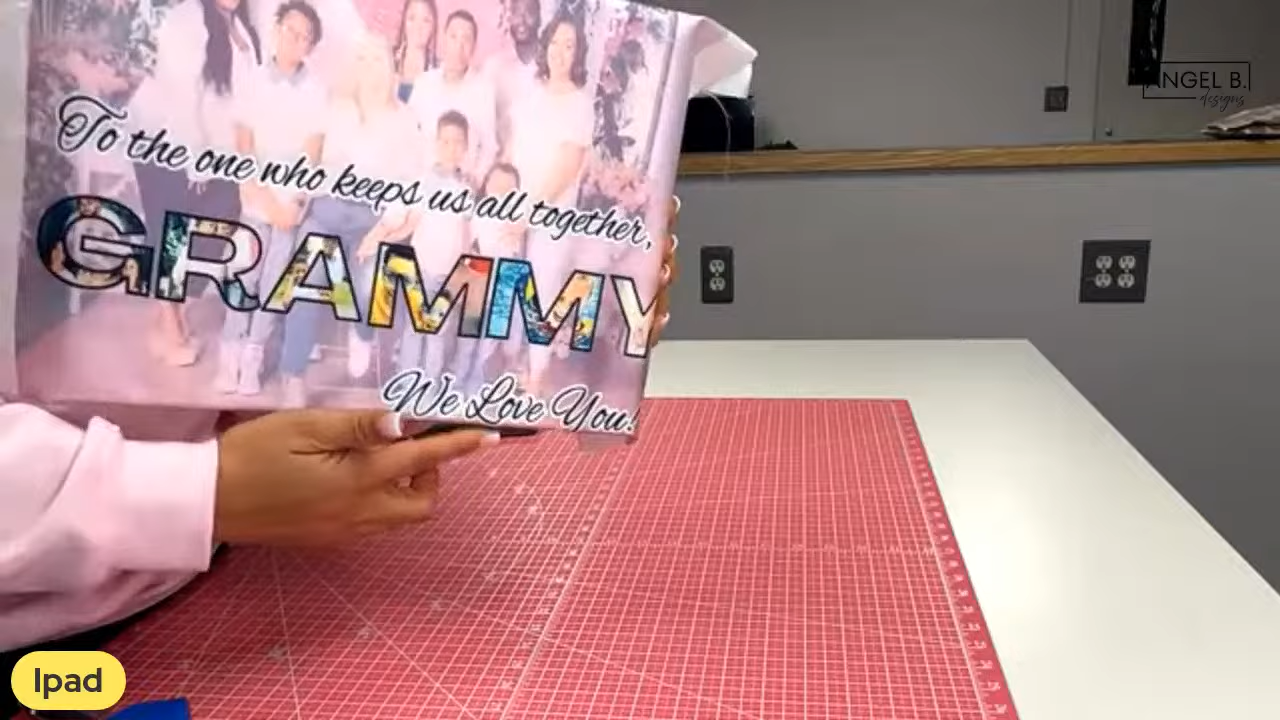 ANGEL B.
designs
To the one who keeps us all together,
GRAMMY
We Love You!
Ipad